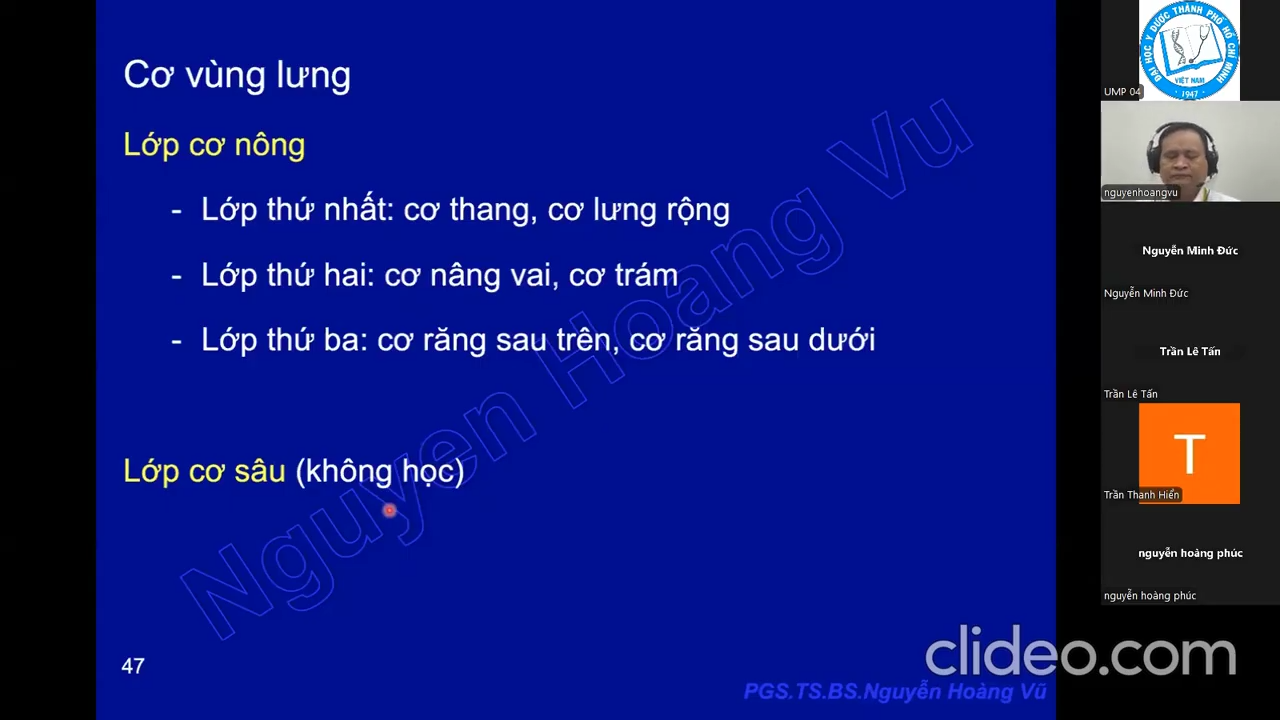 Cơ vùng lưng
Lớp cơ nông
- Lớp thứ nhất: cơ thang, cơ lưng rộng
- Lớp thứ hai: cơ nâng vai, cơ trám
- Lớp thứ ba: cơ răng sau trên, cơ răng sau dưới
Lớp cơ sâu (không học)
Nguyen Hoang Vu
47
PGS.TS.BS.Nguyễn Hoàng Vũ
clideo.com
ĐẠI HỌC Y DƯỢC THÀNH PHỐ HỒ CHÍ MINH
VIỆT NAM
1947
UMP 04
nguyenhoangvu
Nguyễn Minh Đức
Nguyễn Minh Đức
Trần Lê Tấn
Trần Lê Tấn
T
Trần Thanh Hiển
nguyễn hoàng phúc
nguyễn hoàng phúc